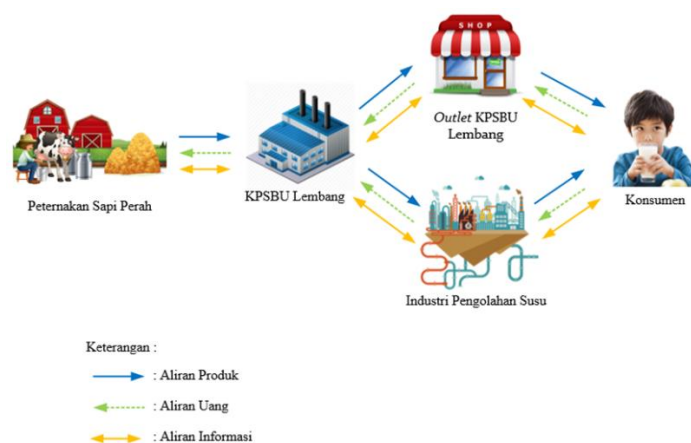 SHOP
Outlet KPSBU
Lembang
Peternakan Sapi Perah
KPSBU Lembang
Konsumen
Industri Pengolahan Susu
Keterangan :
: Aliran Produk
: Aliran Uang
: Aliran Informasi